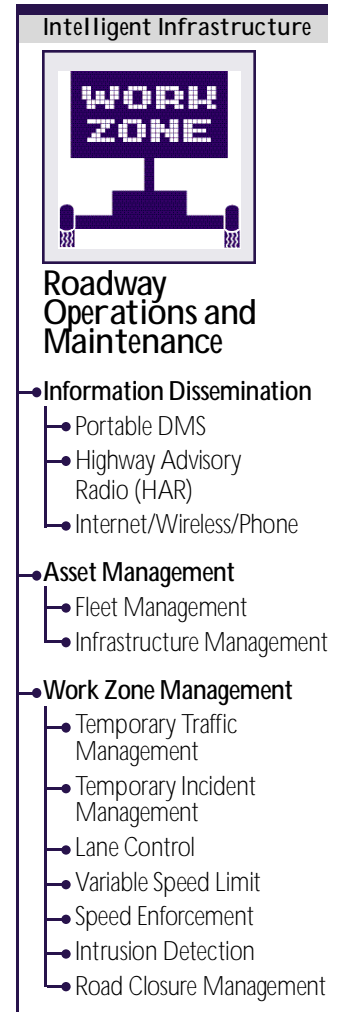 Intelligent Infrastructure
WORK
ZONE
Roadway
Operations and
Maintenance
Information Dissemination
Portable DMS
Highway Advisory
Radio (HAR)
Internet/Wireless/Phone
Asset Management
Fleet Management
Infrastructure Management
Work Zone Management
Temporary Traffic
Management
Temporary Incident
Management
Lane Control
Variable Speed Limit
Speed Enforcement
Intrusion Detection
Road Closure Management